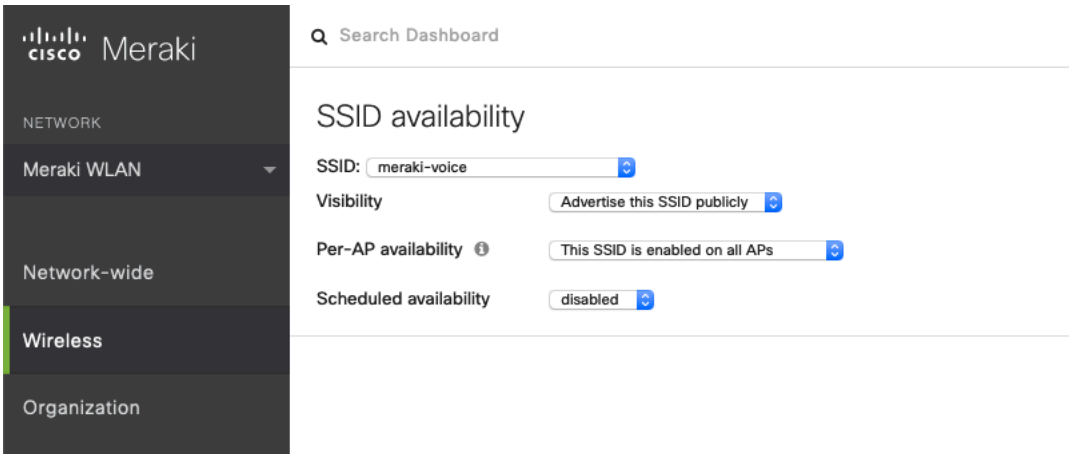 cisco Meraki
Search Dashboard
NETWORK
Meraki WLAN
Network-wide
Wireless
Organization
SSID availability
SSID: meraki-voice
Visibility Advertise this SSID publicly
Per-AP availability i This SSID is enabled on all APs
Scheduled availability disabled